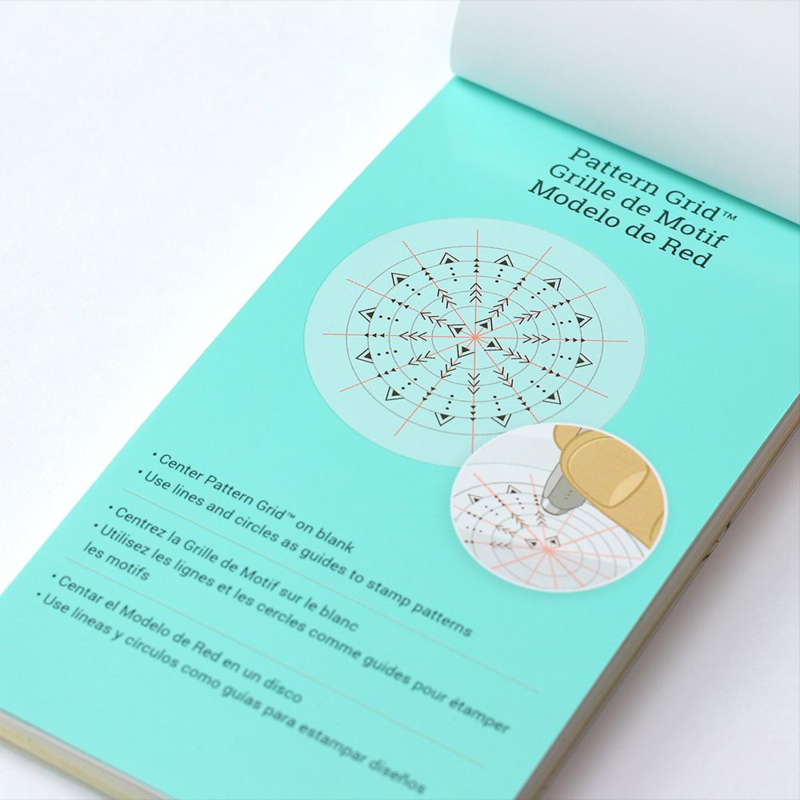 Pattern Grid™
Grille de Motif
Modelo de Red
• Center Pattern Grid™ on blank
• Use lines and circles as guides to stamp patterns
• Centrez la Grille de Motif sur le blanc
• Utilisez les lignes et les cercles comme guides pour étamper
les motifs
• Centar el Modelo de Red en un disco
• Use líneas y círculos como guías para estampar diseños